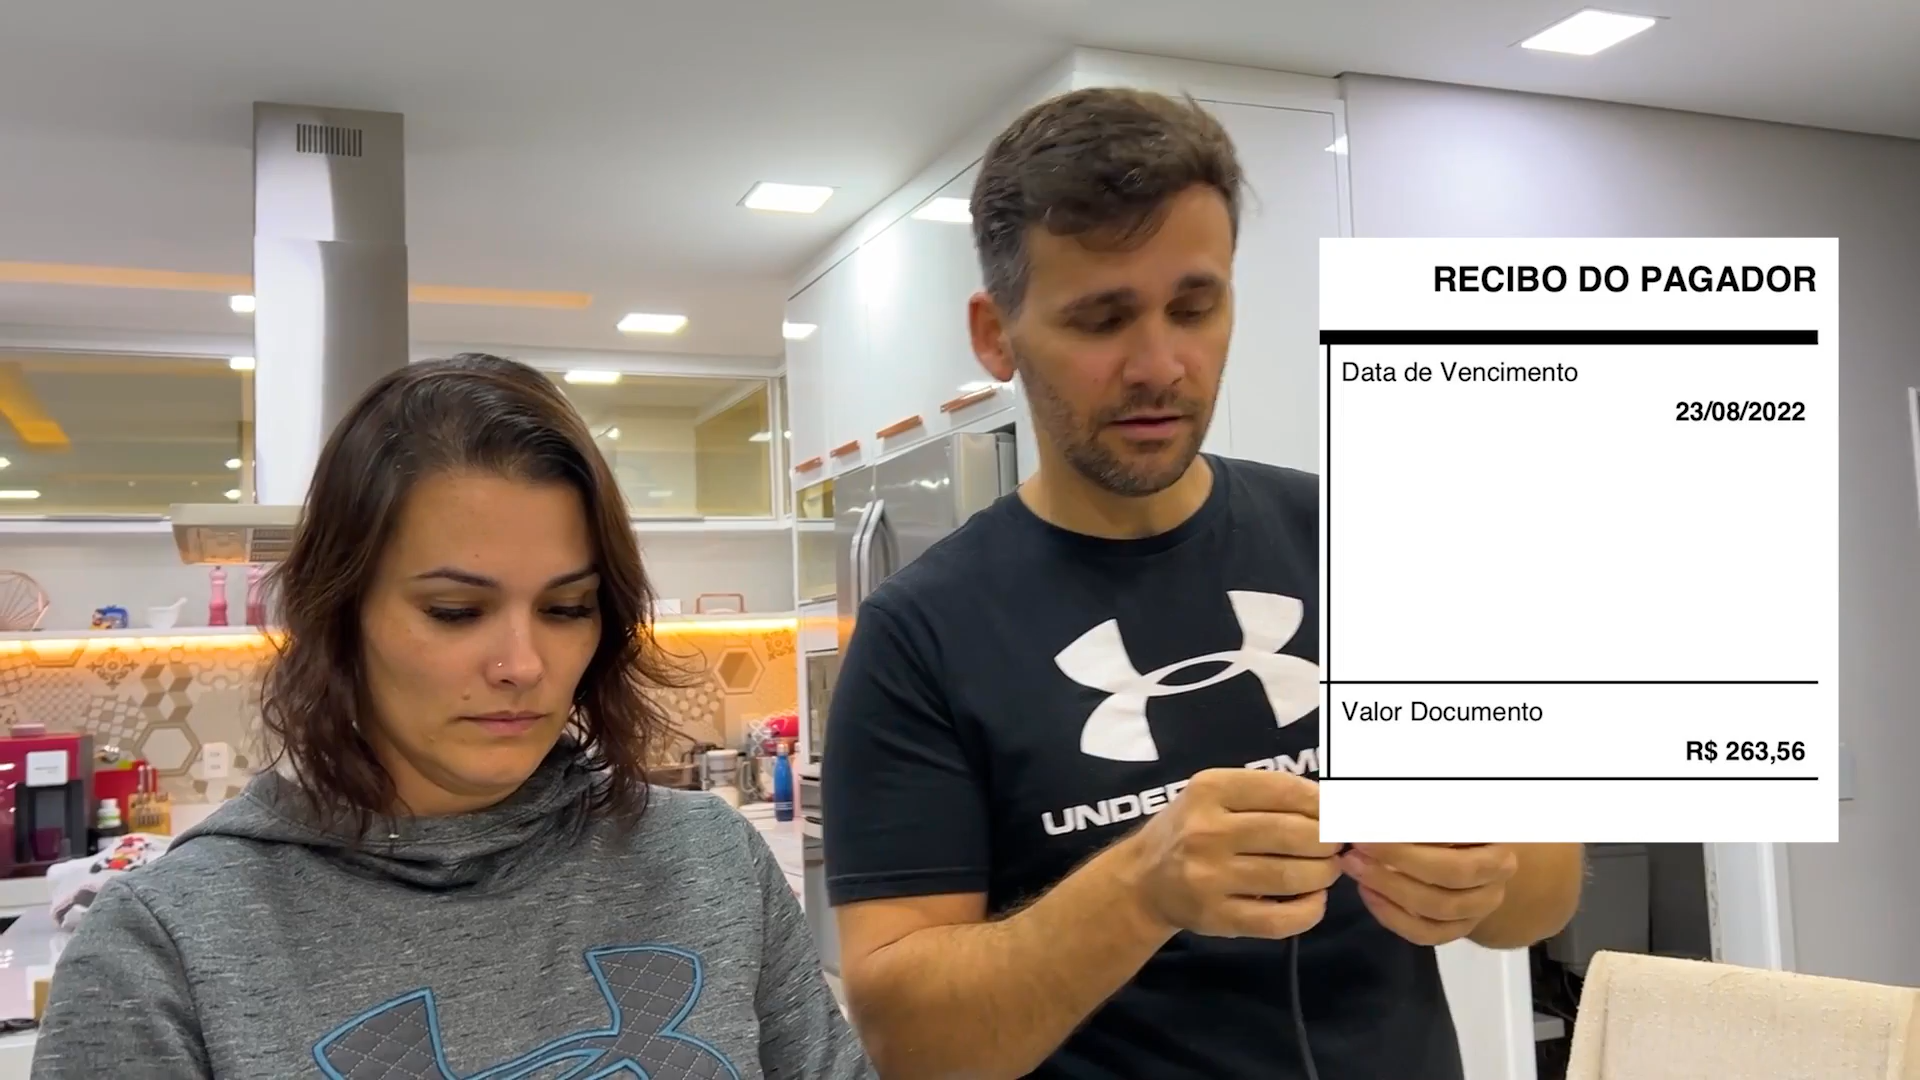 RECIBO DO PAGADOR
Data de Vencimento
23/08/2022
Valor Documento
R$ 263,56